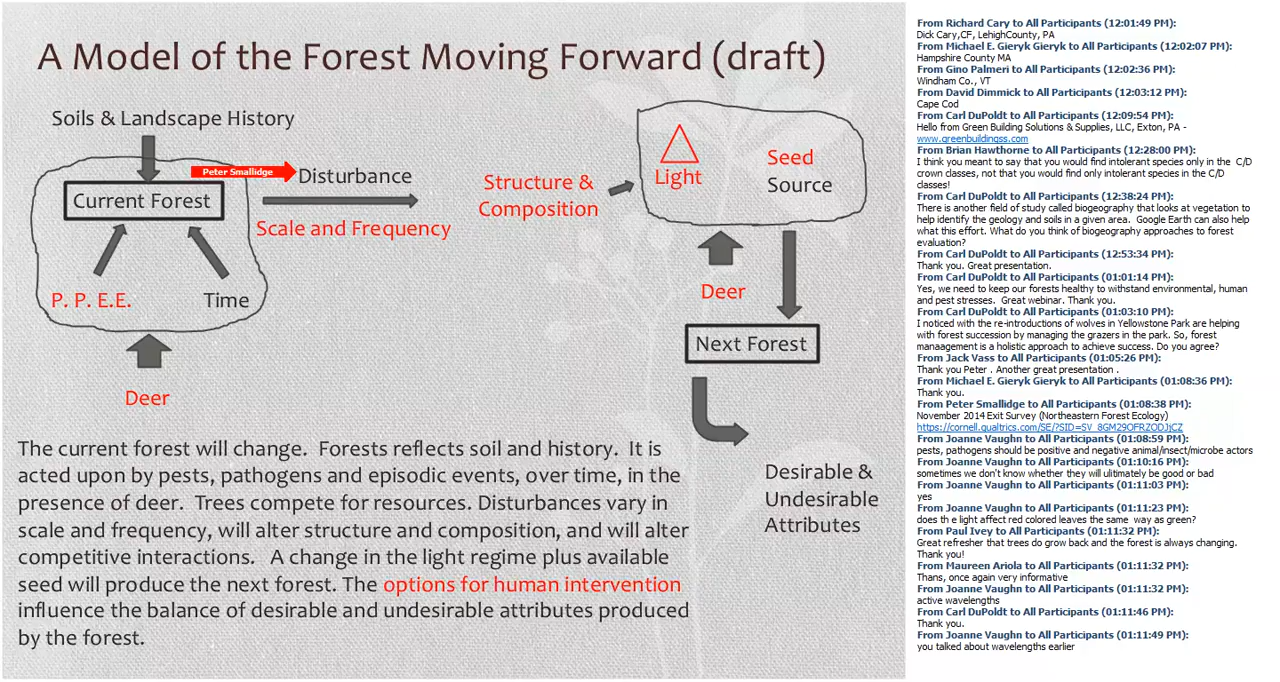 A Model of the Forest Moving Forward (draft)
Soils & Landscape History
Peter Smallidge
Disturbance
Current Forest
Scale and Frequency
P. P. E.E.
Time
Deer
Structure &
Composition
Light
Seed
Source
Deer
Next Forest
Desirable &
Undesirable
Attributes
The current forest will change.  Forests reflects soil and history.  It is
acted upon by pests, pathogens and episodic events, over time, in the
presence of deer.  Trees compete for resources. Disturbances vary in
scale and frequency, will alter structure and composition, and will alter
competitive interactions.   A change in the light regime plus available
seed will produce the next forest. The options for human intervention
influence the balance of desirable and undesirable attributes produced
by the forest.
From Richard Cary to All Participants (12:01:49 PM):
Dick Cary,CF, LehighCounty, PA
From Michael E. Gieryk Gieryk to All Participants (12:02:07 PM):
Hampshire County MA
From Gino Palmeri to All Participants (12:02:36 PM):
Windham Co., VT
From David Dimmick to All Participants (12:03:12 PM):
Cape Cod
From Carl DuPoldt to All Participants (12:09:54 PM):
Hello from Green Building Solutions & Supplies, LLC, Exton, PA -
www.greenbuildingss.com
From Brian Hawthorne to All Participants (12:28:00 PM):
I think you meant to say that you would find intolerant species only in the  C/D
crown classes, not that you would find only intolerant species in the C/D
classes!
From Carl DuPoldt to All Participants (12:38:24 PM):
There is another field of study called biogeography that looks at vegetation to
help identify the geology and soils in a given area.  Google Earth can also help
what this effort. What do you think of biogeography approaches to forest
evaluation?
From Carl DuPoldt to All Participants (12:53:34 PM):
Thank you. Great presentation.
From Carl DuPoldt to All Participants (01:01:14 PM):
Yes, we need to keep our forests healthy to withstand environmental, human
and pest stresses.  Great webinar. Thank you.
From Carl DuPoldt to All Participants (01:03:10 PM):
I noticed with the re-introductions of wolves in Yellowstone Park are helping
with forest succession by managing the grazers in the park. So, forest
manaagement is a holistic approach to achieve success. Do you agree?
From Jack Vass to All Participants (01:05:26 PM):
Thank you Peter . Another great presentation .
From Michael E. Gieryk Gieryk to All Participants (01:08:36 PM):
Thank you.
From Peter Smallidge to All Participants (01:08:38 PM):
November 2014 Exit Survey (Northeastern Forest Ecology)
https://cornell.qualtrics.com/SE/?SID=SV_8GM29OFRZODJjCZ
From Joanne Vaughn to All Participants (01:08:59 PM):
pests, pathogens should be positive and negative animal/insect/microbe actors
From Joanne Vaughn to All Participants (01:10:16 PM):
sometimes we don't know whether they will ulitimately be good or bad
From Joanne Vaughn to All Participants (01:11:03 PM):
yes
From Joanne Vaughn to All Participants (01:11:23 PM):
does th e light affect red colored leaves the same  way as green?
From Paul Ivey to All Participants (01:11:32 PM):
Great refresher that trees do grow back and the forest is always changing.
Thank you!
From Maureen Ariola to All Participants (01:11:32 PM):
Thans, once again very informative
From Joanne Vaughn to All Participants (01:11:32 PM):
active wavelengths
From Carl DuPoldt to All Participants (01:11:46 PM):
Thank you.
From Joanne Vaughn to All Participants (01:11:49 PM):
you talked about wavelengths earlier